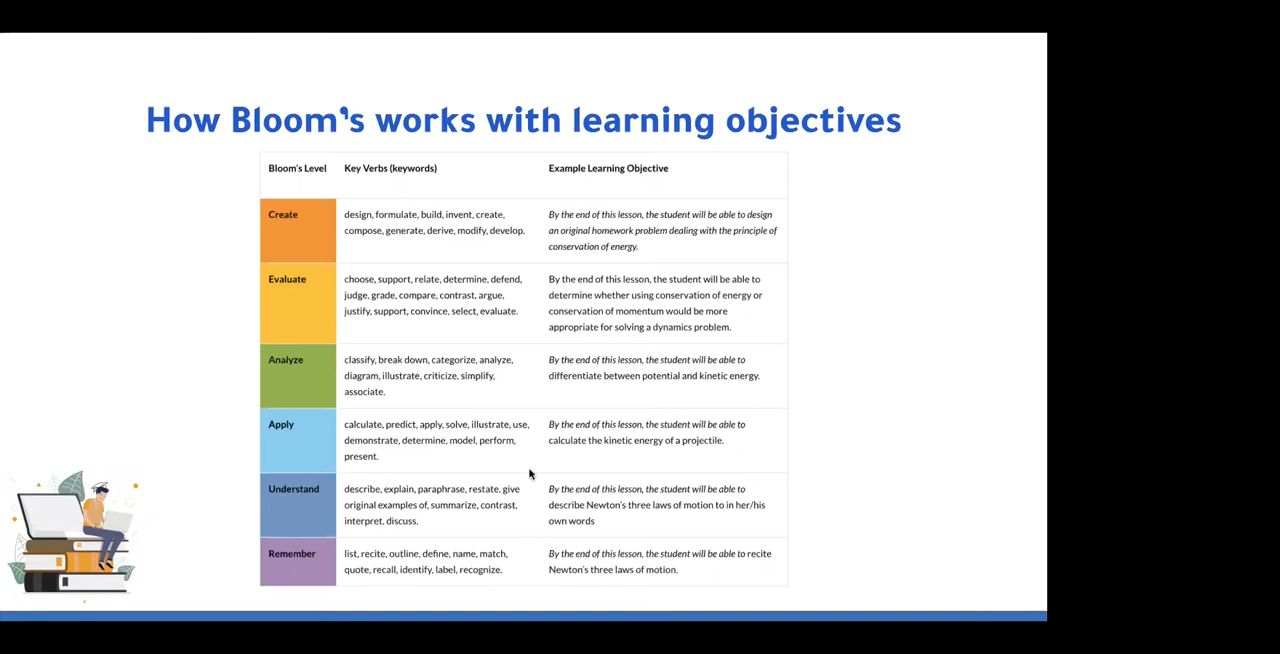 How Bloom's works with learning objectives
Bloom's Level
Key Verbs (keywords)
Example Learning Objective
Create
design, formulate, build, invent, create,
compose, generate, derive, modify, develop.
By the end of this lesson, the student will be able to design
an original homework problem dealing with the principle of
conservation of energy.
Evaluate
choose, support, relate, determine, defend,
judge, grade, compare, contrast, argue,
justify, support, convince, select, evaluate.
By the end of this lesson, the student will be able to
determine whether using conservation of energy or
conservation of momentum would be more
appropriate for solving a dynamics problem.
Analyze
classify, break down, categorize, analyze,
diagram, illustrate, criticize, simplify,
associate.
By the end of this lesson, the student will be able to
differentiate between potential and kinetic energy.
Apply
calculate, predict, apply, solve, illustrate, use,
demonstrate, determine, model, perform,
present.
By the end of this lesson, the student will be able to
calculate the kinetic energy of a projectile.
Understand
describe, explain, paraphrase, restate, give
original examples of, summarize, contrast,
interpret, discuss.
By the end of this lesson, the student will be able to
describe Newton's three laws of motion to in her/his
own words
Remember
list, recite, outline, define, name, match,
quote, recall, identify, label, recognize.
By the end of this lesson, the student will be able to recite
Newton's three laws of motion.